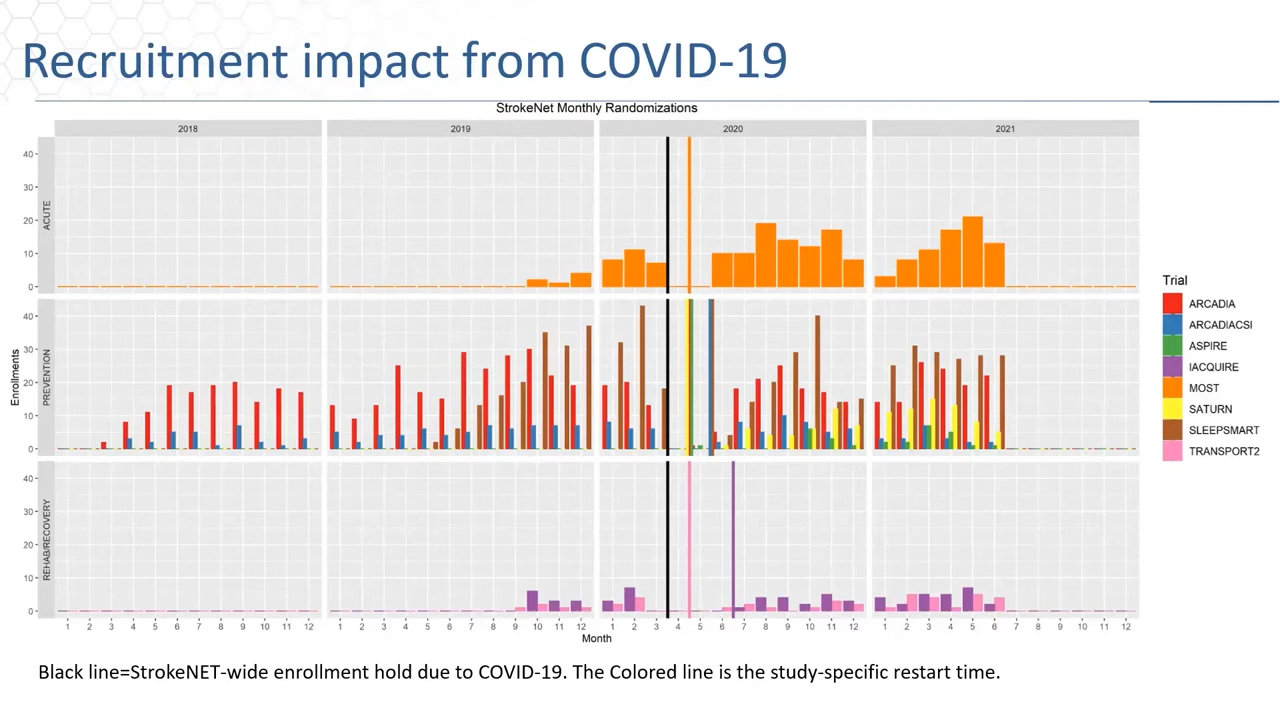 Recruitment impact from COVID-19
StrokeNet Monthly Randomizations
2018 2019 2020 2021
40
30
20
10
0
ACUTE
40
30
20
10
0
PREVENTION
40
30
20
10
0
REHAB/RECOVERY
Enrollments
1 2 3 4 5 6 7 8 9 10 11 12 1 2 3 4 5 6 7 8 9 10 11 12 1 2 3 4 5 6 7 8 9 10 11 12 1 2 3 4 5 6 7 8 9 10 11 12
Month
Trial
ARCADIA
ARCADIACSI
ASPIRE
IACQUIRE
MOST
SATURN
SLEEPSMART
TRANSPORT2
Black line=StrokeNET-wide enrollment hold due to COVID-19. The Colored line is the study-specific restart time.